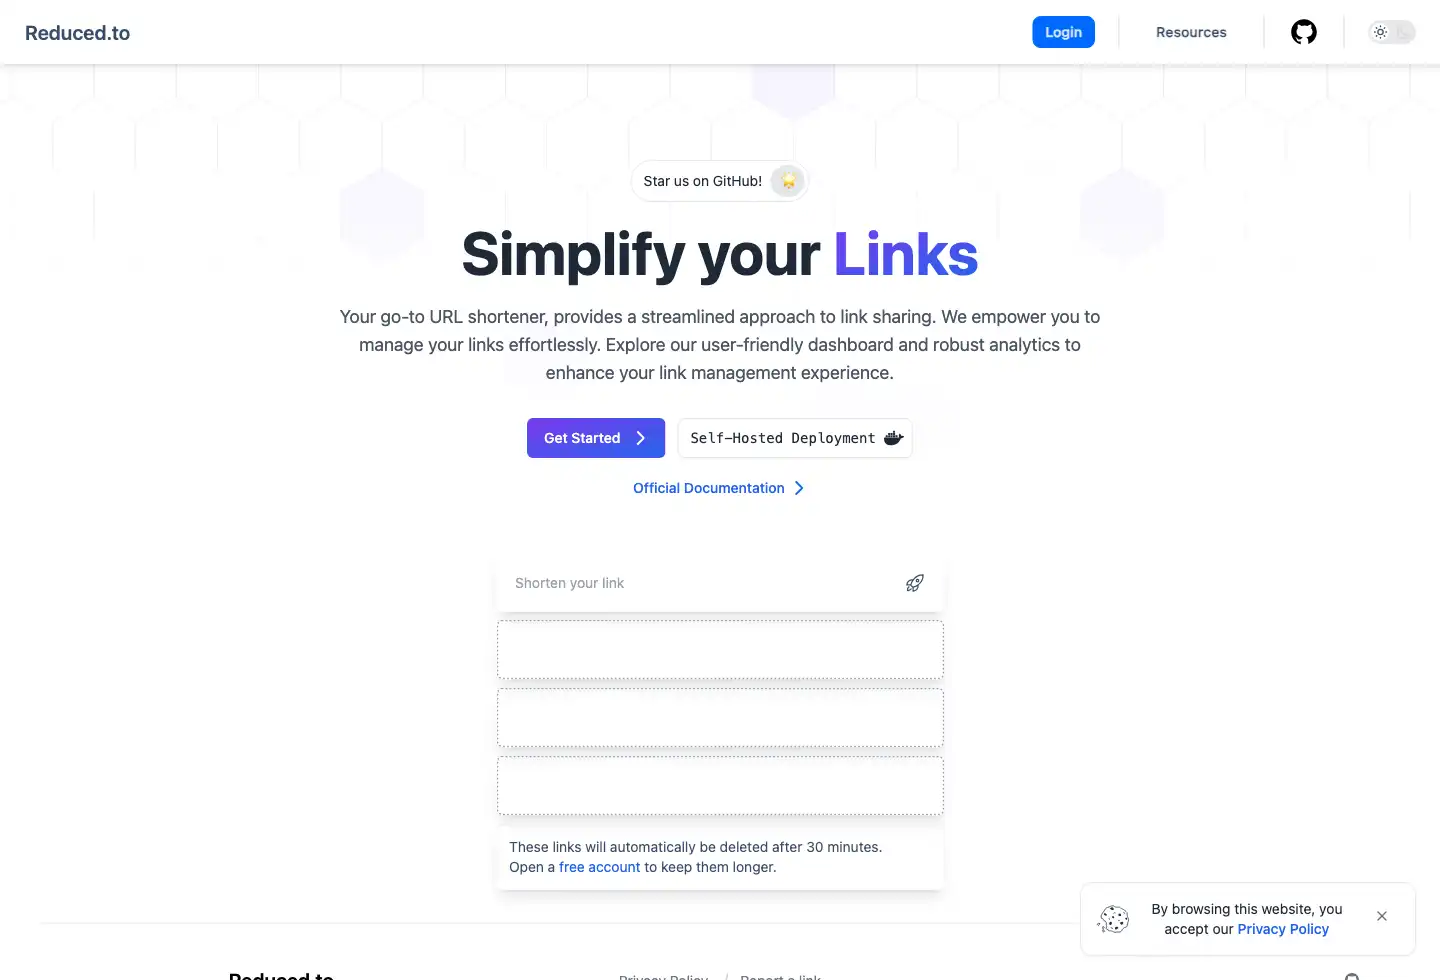 Reduced.to
Login
Resources
Star us on GitHub!
Simplify your Links
Your go-to URL shortener, provides a streamlined approach to link sharing. We empower you to
manage your links effortlessly. Explore our user-friendly dashboard and robust analytics to
enhance your link management experience.
Get Started
Self-Hosted Deployment
Official Documentation
Shorten your link
These links will automatically be deleted after 30 minutes.
Open a free account to keep them longer.
By browsing this website, you
accept our Privacy Policy
Reduced.to
Privacy Policy / Report a link